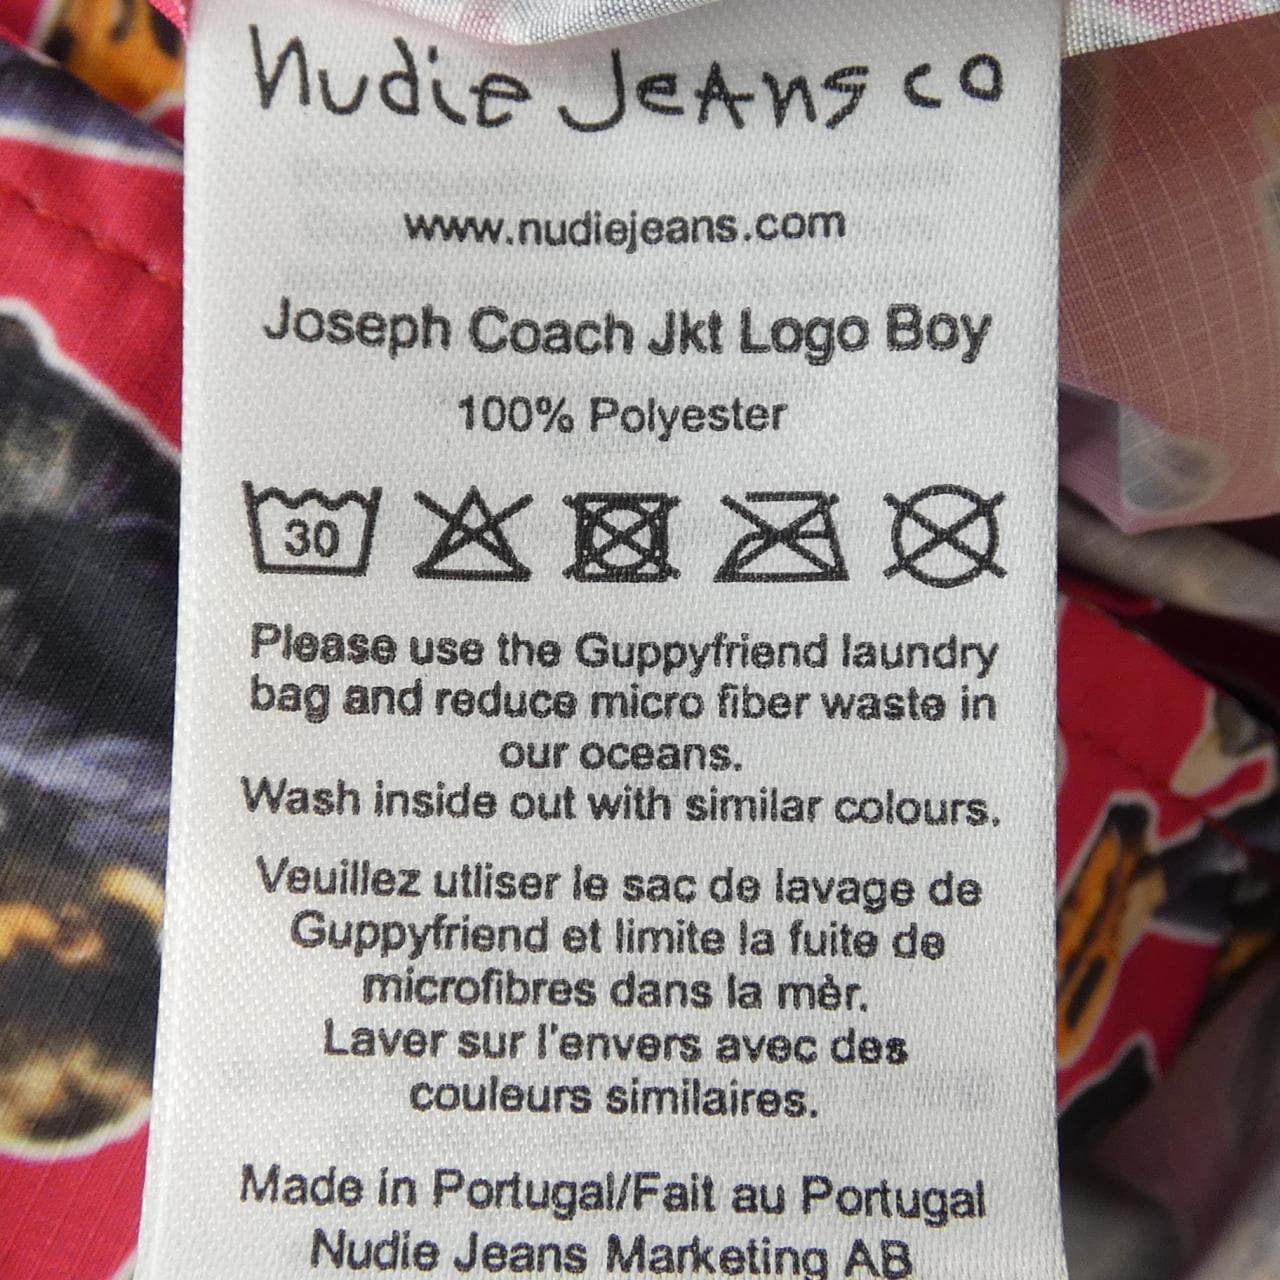 nudie Jeans co
www.nudiejeans.com
Joseph Coach Jkt Logo Boy
100% Polyester
30
Please use the Guppyfriend laundry
bag and reduce micro fiber waste in
our oceans.
Wash inside out with similar colours.
Veuillez utliser le sac de lavage de
Guppyfriend et limite la fuite de
microfibres dans la mèr.
Laver sur l'envers avec des
couleurs similaires.
Made in Portugal/Fait au Portugal
Nudie Jeans Marketing AB